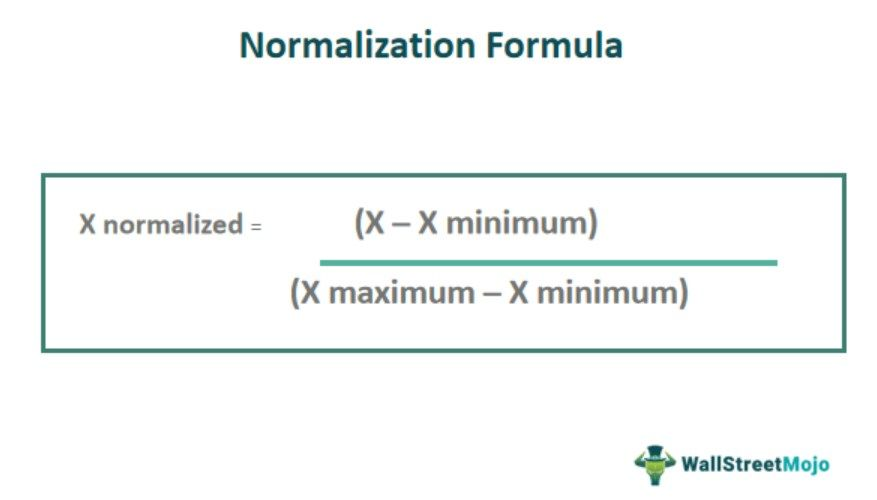 Normalization Formula
X normalized = (X – X minimum)
(X maximum – X minimum)
WallStreetMojo